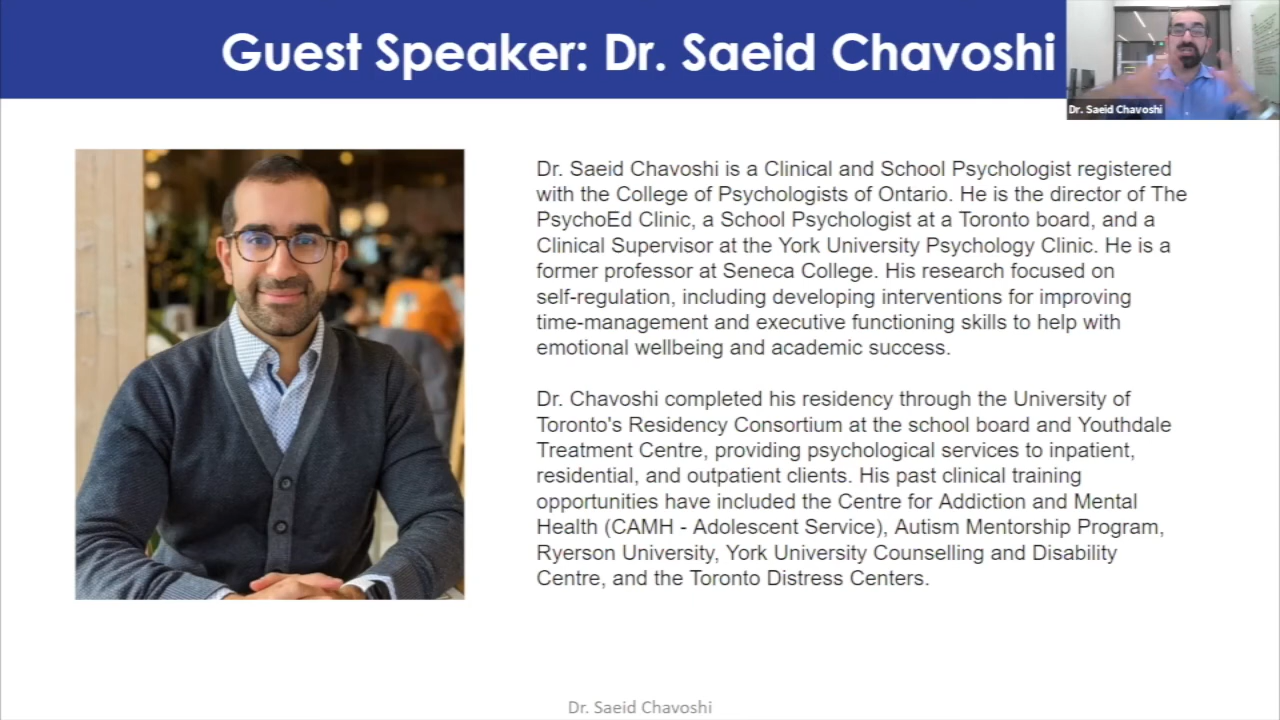 Guest Speaker: Dr. Saeid Chavoshi
Dr. Saeid Chavoshi
Dr. Saeid Chavoshi is a Clinical and School Psychologist registered
with the College of Psychologists of Ontario. He is the director of The
PsychoEd Clinic, a School Psychologist at a Toronto board, and a
Clinical Supervisor at the York University Psychology Clinic. He is a
former professor at Seneca College. His research focused on
self-regulation, including developing interventions for improving
time-management and executive functioning skills to help with
emotional wellbeing and academic success.
Dr. Chavoshi completed his residency through the University of
Toronto's Residency Consortium at the school board and Youthdale
Treatment Centre, providing psychological services to inpatient,
residential, and outpatient clients. His past clinical training
opportunities have included the Centre for Addiction and Mental
Health (CAMH - Adolescent Service), Autism Mentorship Program,
Ryerson University, York University Counselling and Disability
Centre, and the Toronto Distress Centers.
Dr. Saeid Chavoshi